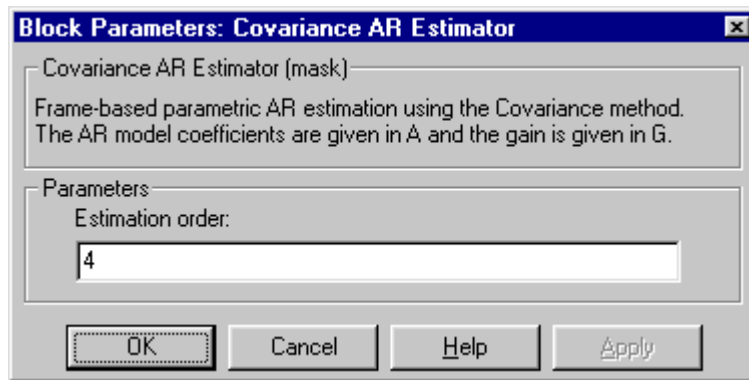 Block Parameters: Covariance AR Estimator
Covariance AR Estimator (mask)
Frame-based parametric AR estimation using the Covariance method.
The AR model coefficients are given in A and the gain is given in G.
Parameters
Estimation order:
4
OK Cancel Help Apply